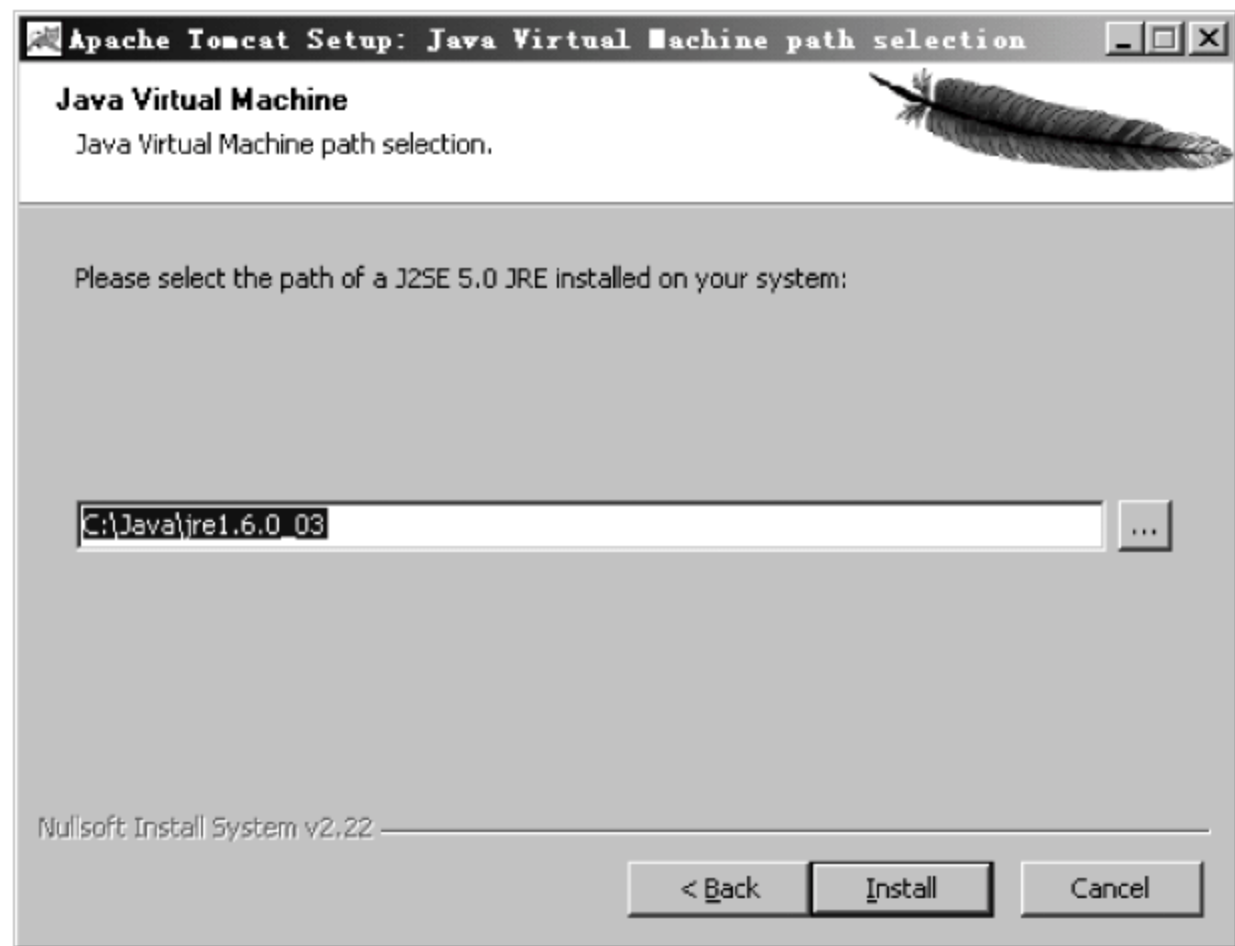 Apache Tomcat Setup: Java Virtual Machine path selection
Java Virtual Machine
Java Virtual Machine path selection.
Please select the path of a J2SE 5.0 JRE installed on your system:
C:\Java\jre1.6.0_03
...
Nullsoft Install System v2.22
< Back Install Cancel